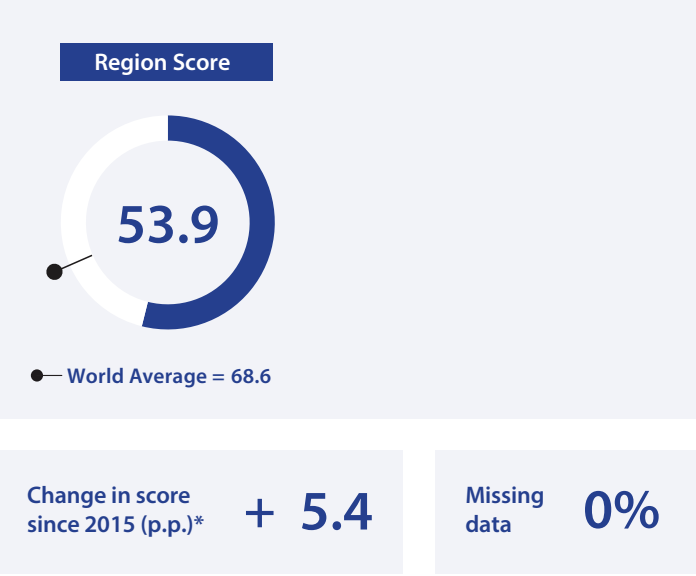 Region Score
53.9
World Average = 68.6
Change in score
since 2015 (p.p.)*
+ 5.4
Missing
data
0%